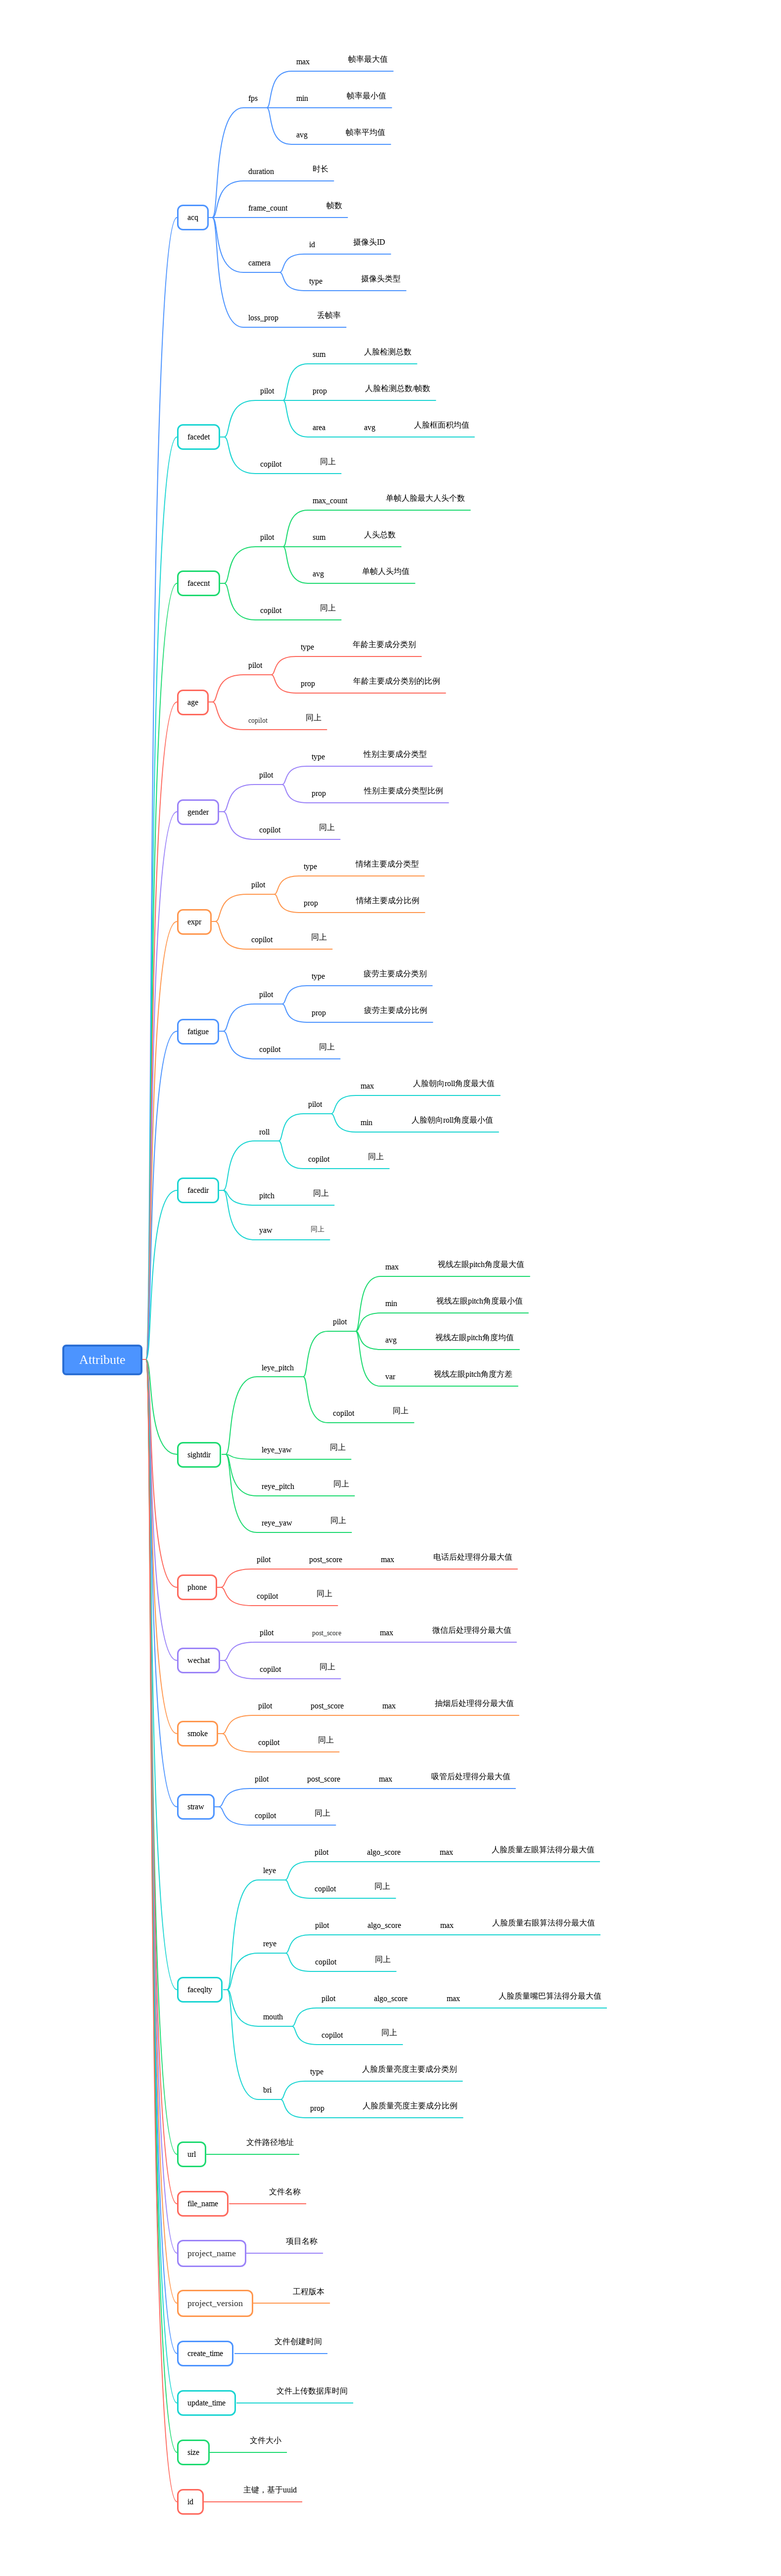 Attribute
acq
fps
max 帧率最大值
min 帧率最小值
avg 帧率平均值
duration 时长
frame_count 帧数
camera
id 摄像头ID
type 摄像头类型
loss_prop 丢帧率
facedet
pilot
sum 人脸检测总数
prop 人脸检测总数/帧数
area avg 人脸框面积均值
copilot 同上
facecnt
pilot
max_count 单帧人脸最大人头个数
sum 人头总数
avg 单帧人头均值
copilot 同上
age
pilot
type 年龄主要成分类别
prop 年龄主要成分类别的比例
copilot 同上
gender
pilot
type 性别主要成分类型
prop 性别主要成分类型比例
copilot 同上
expr
pilot
type 情绪主要成分类型
prop 情绪主要成分比例
copilot 同上
fatigue
pilot
type 疲劳主要成分类别
prop 疲劳主要成分比例
copilot 同上
facedir
roll
pilot
max 人脸朝向roll角度最大值
min 人脸朝向roll角度最小值
copilot 同上
pitch 同上
yaw 同上
sightdir
leye_pitch
pilot
max 视线左眼pitch角度最大值
min 视线左眼pitch角度最小值
avg 视线左眼pitch角度均值
var 视线左眼pitch角度方差
copilot 同上
leye_yaw 同上
reye_pitch 同上
reye_yaw 同上
phone
pilot post_score max 电话后处理得分最大值
copilot 同上
wechat
pilot post_score max 微信后处理得分最大值
copilot 同上
smoke
pilot post_score max 抽烟后处理得分最大值
copilot 同上
straw
pilot post_score max 吸管后处理得分最大值
copilot 同上
faceqlty
leye
pilot algo_score max 人脸质量左眼算法得分最大值
copilot 同上
reye
pilot algo_score max 人脸质量右眼算法得分最大值
copilot 同上
mouth
pilot algo_score max 人脸质量嘴巴算法得分最大值
copilot 同上
bri
type 人脸质量亮度主要成分类别
prop 人脸质量亮度主要成分比例
url 文件路径地址
file_name 文件名称
project_name 项目名称
project_version 工程版本
create_time 文件创建时间
update_time 文件上传数据库时间
size 文件大小
id 主键，基于uuid